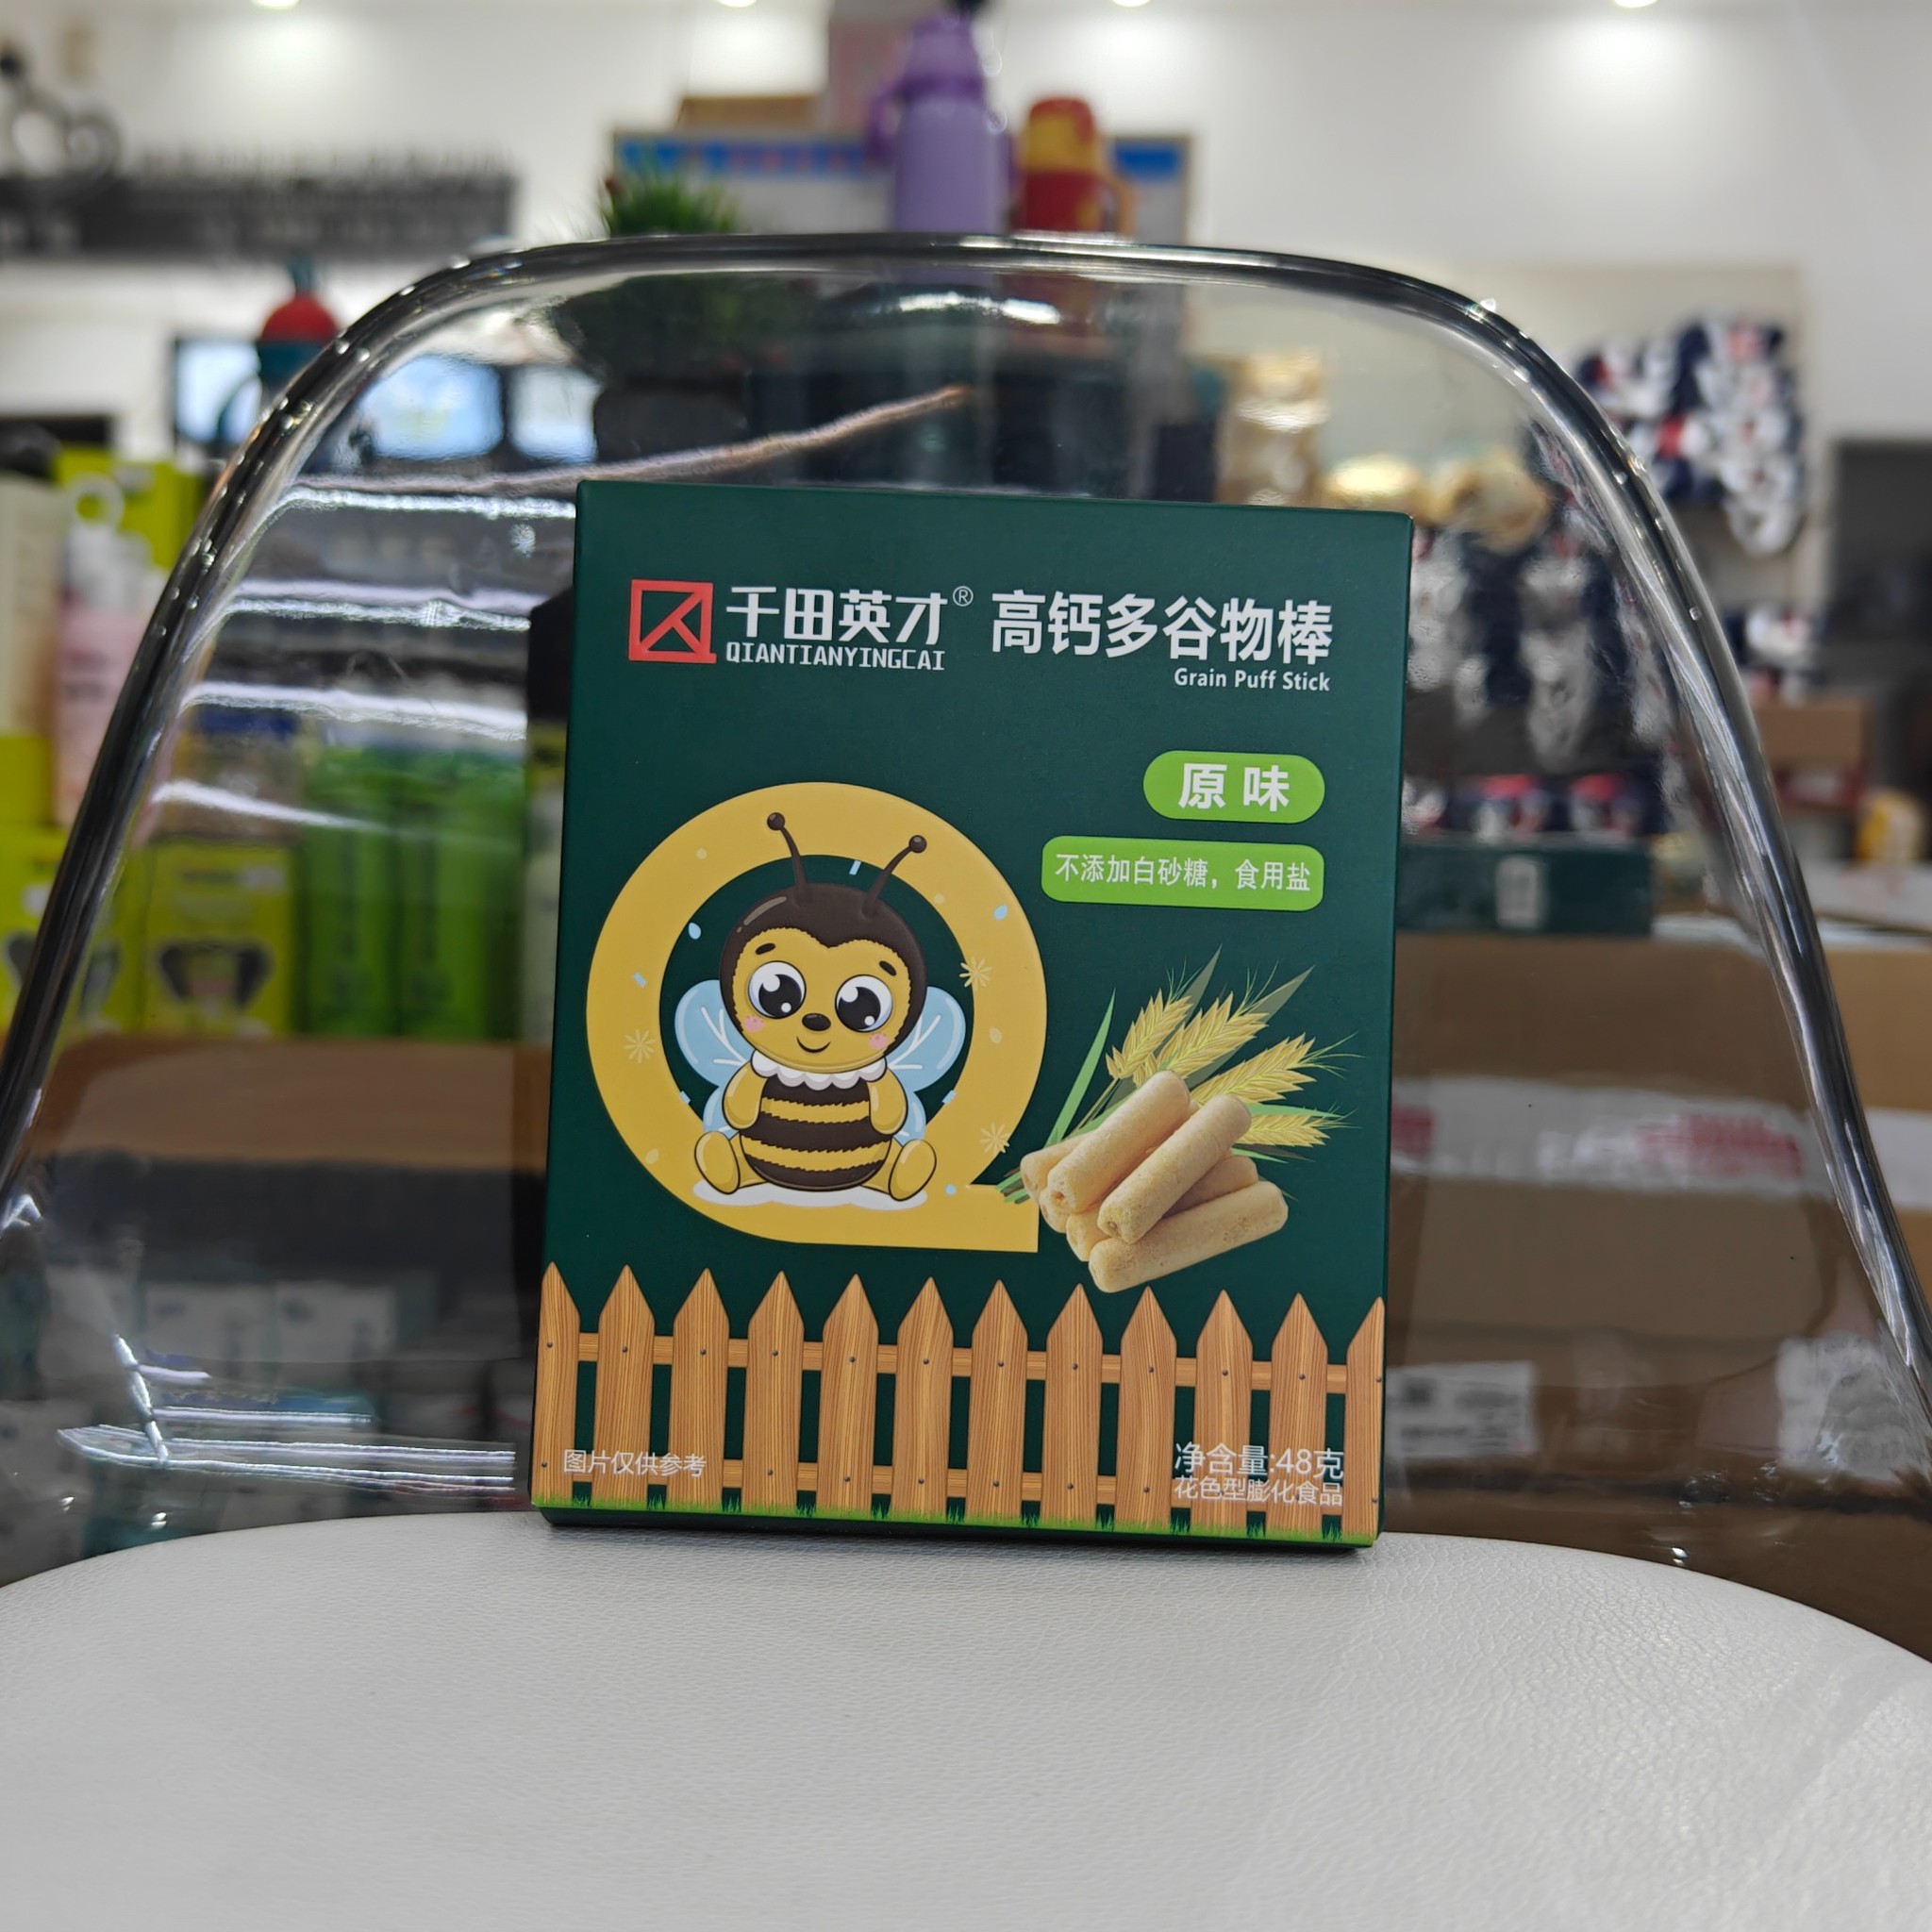 千田英才® 高钙多谷物棒
QIANTIANYINGCAI
Grain Puff Stick
原味
不添加白砂糖，食用盐
图片仅供参考
净含量:48克
花色型膨化食品